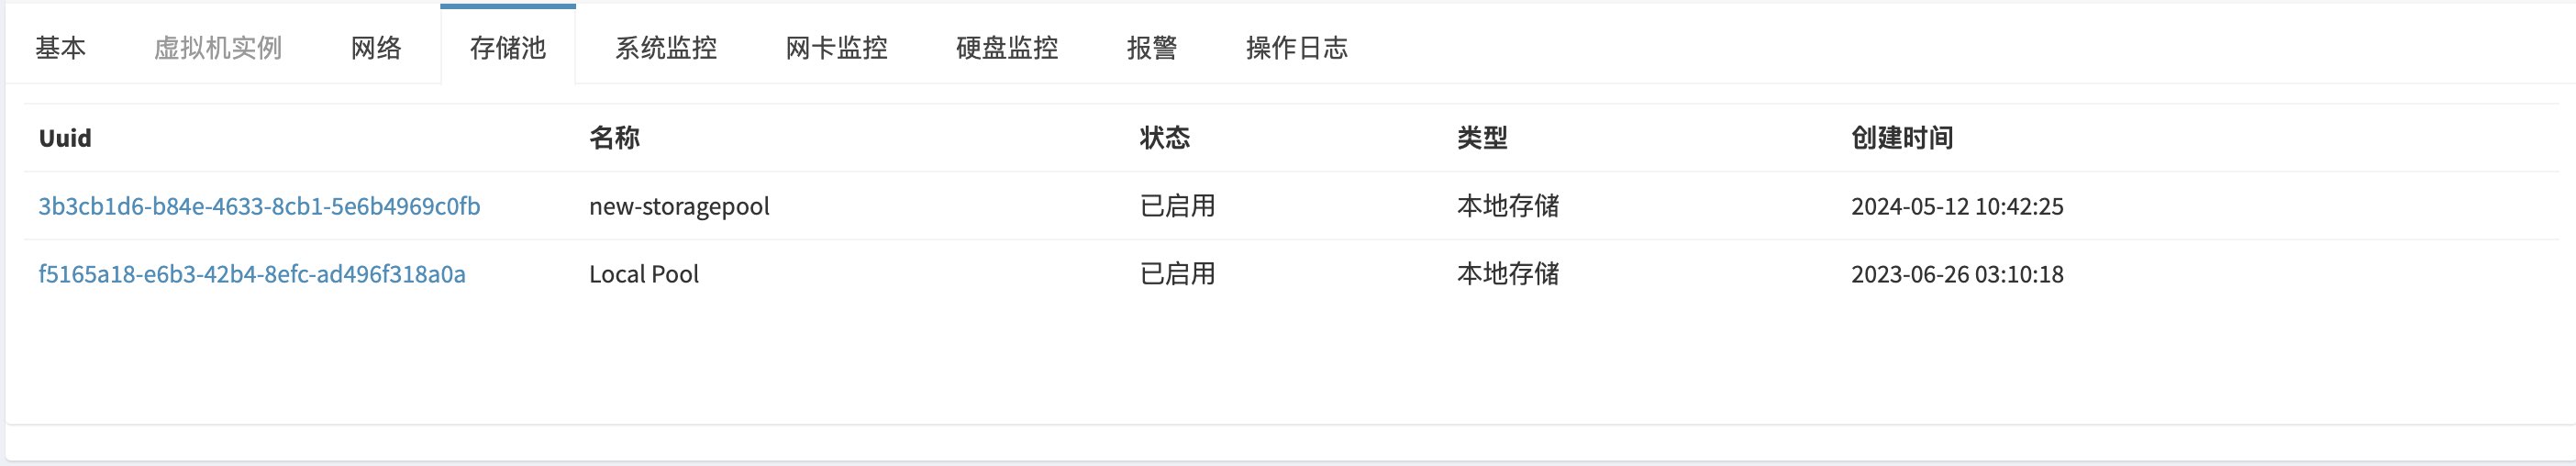 基本 虚拟机实例 网络 存储池 系统监控 网卡监控 硬盘监控 报警 操作日志
Uuid 名称 状态 类型 创建时间
3b3cb1d6-b84e-4633-8cb1-5e6b4969c0fb new-storagepool 已启用 本地存储 2024-05-12 10:42:25
f5165a18-e6b3-42b4-8efc-ad496f318a0a Local Pool 已启用 本地存储 2023-06-26 03:10:18